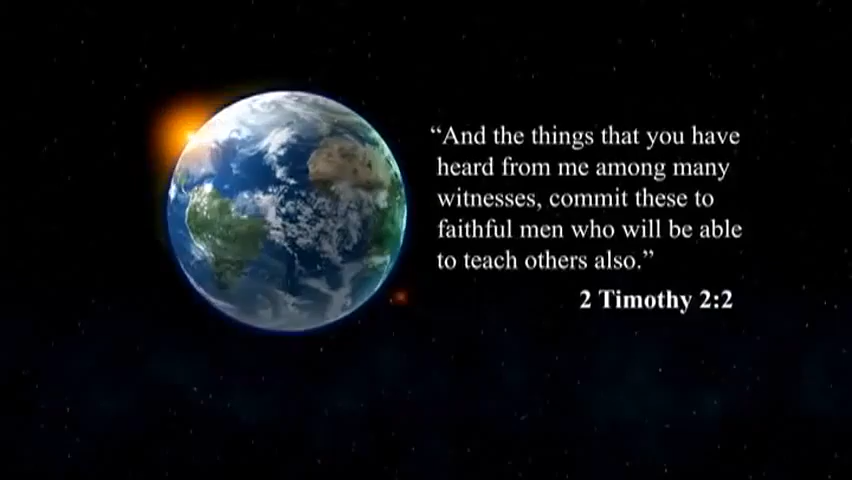 “And the things that you have
heard from me among many
witnesses, commit these to
faithful men who will be able
to teach others also.”
2 Timothy 2:2